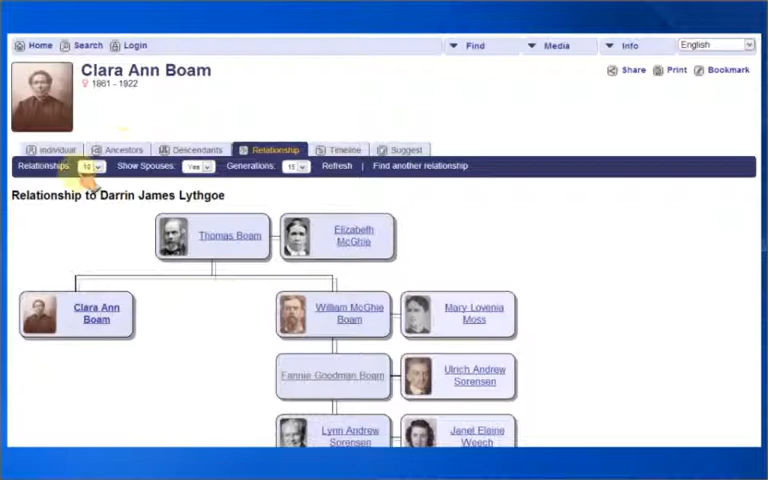 Home Search Login Find Media Info English
Clara Ann Boam
1861 - 1922
Share Print Bookmark
Individual Ancestors Descendants Relationship Timeline Suggest
Relationships: 10 Show Spouses: Yes Generations: 15 Refresh | Find another relationship
Relationship to Darrin James Lythgoe
Thomas Boam
Elizabeth
McGhie
Clara Ann
Boam
William McGhie
Boam
Mary Lovenia
Moss
Fannie Goodman Boam
Ulrich Andrew
Sorensen
Lynn Andrew
Sorensen
Janet Elaine
Weech